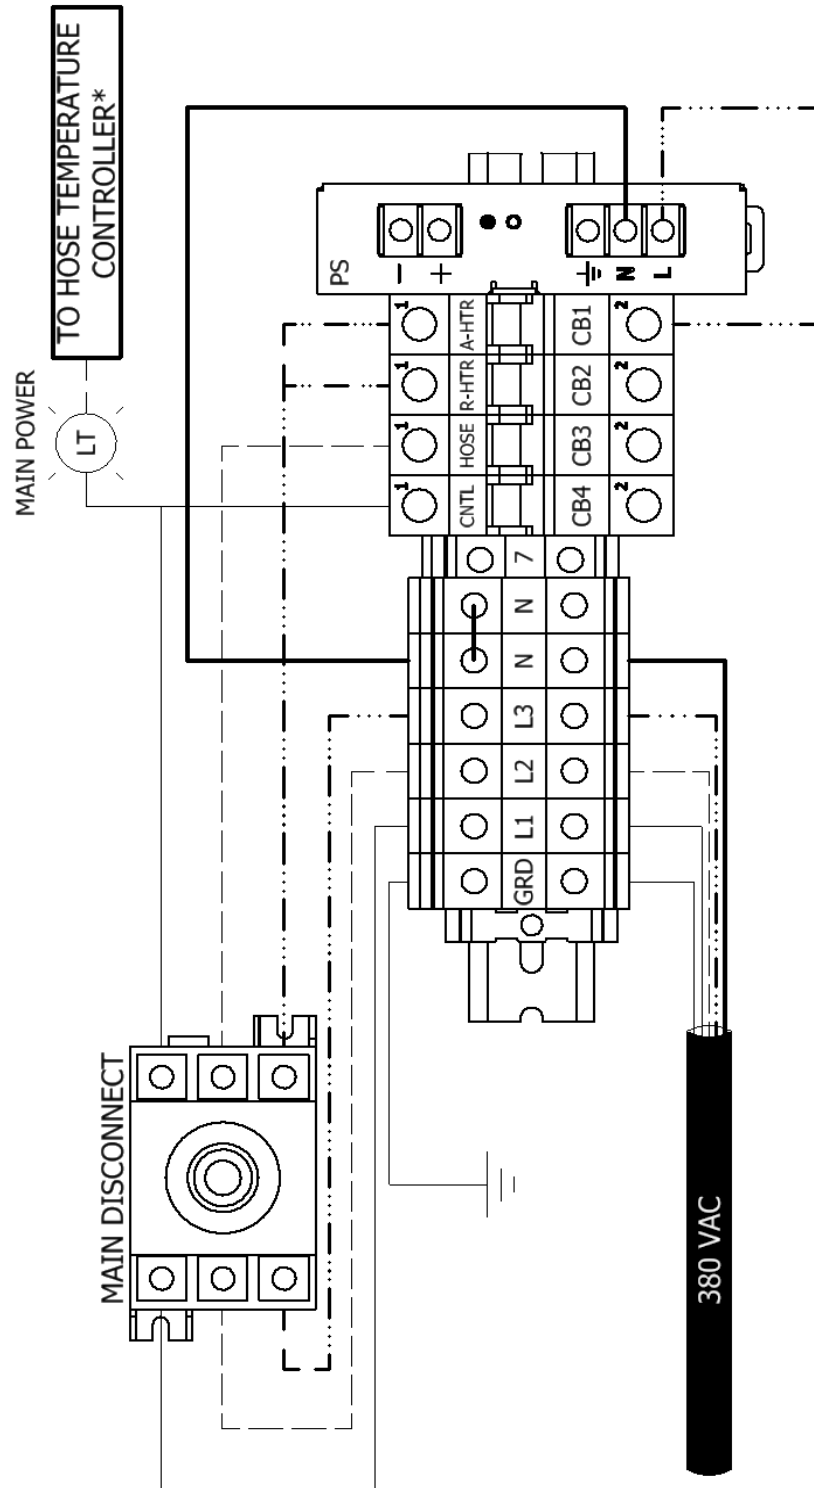 TO HOSE TEMPERATURE
CONTROLLER*
MAIN POWER
LT
PS
- +
N L
1 A-HTR CB1 2
1 R-HTR CB2 2
1 HOSE CB3 2
1 CNTL CB4 2
7
N
N
L3
L2
L1
GRD
MAIN DISCONNECT
380 VAC